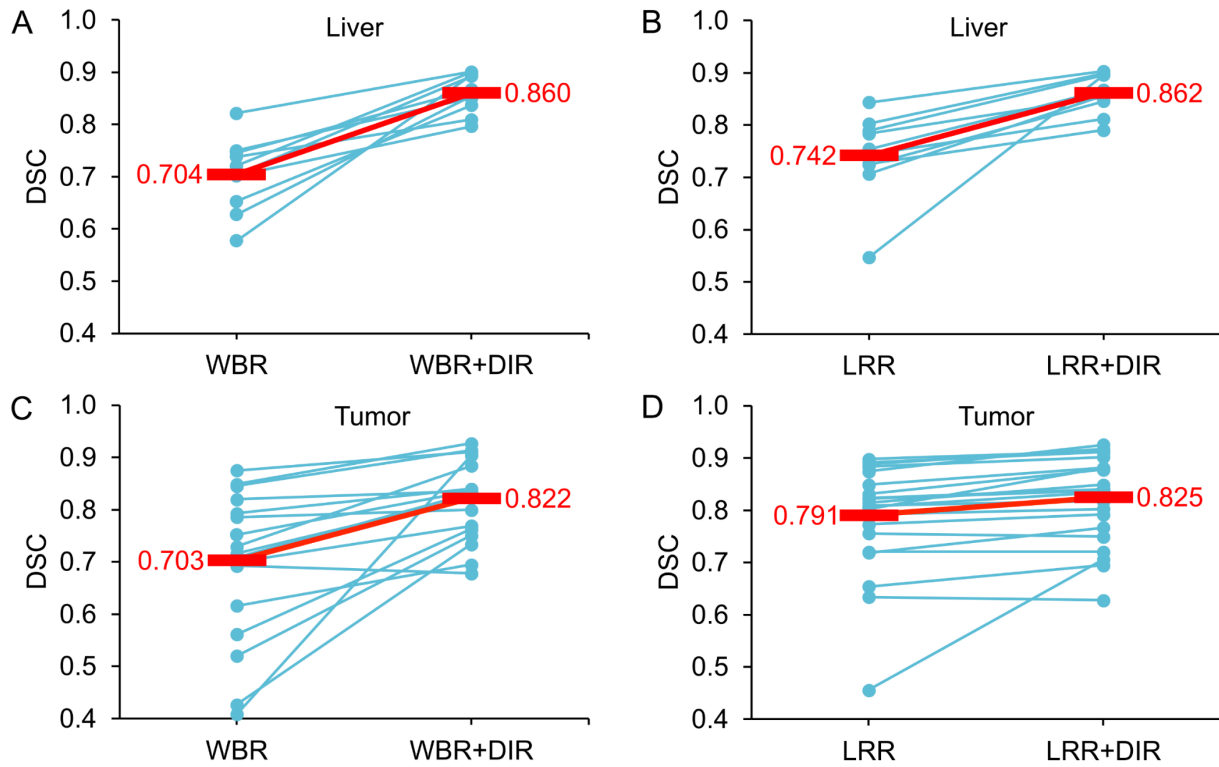 A
Liver
DSC
1.0
0.9
0.8
0.7
0.6
0.5
0.4
0.704
0.860
WBR
WBR+DIR
B
Liver
DSC
1.0
0.9
0.8
0.7
0.6
0.5
0.4
0.742
0.862
LRR
LRR+DIR
C
Tumor
DSC
1.0
0.9
0.8
0.7
0.6
0.5
0.4
0.703
0.822
WBR
WBR+DIR
D
Tumor
DSC
1.0
0.9
0.8
0.7
0.6
0.5
0.4
0.791
0.825
LRR
LRR+DIR